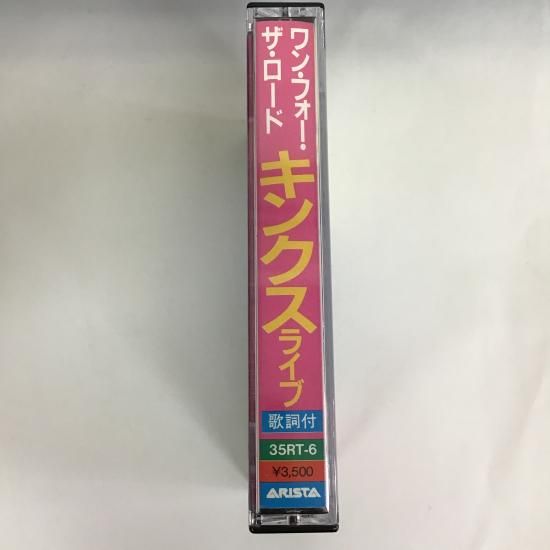 ワン・フォー・
ザ・ロード
キンクスライブ
歌詞付
35RT-6
¥3,500
ARISTA